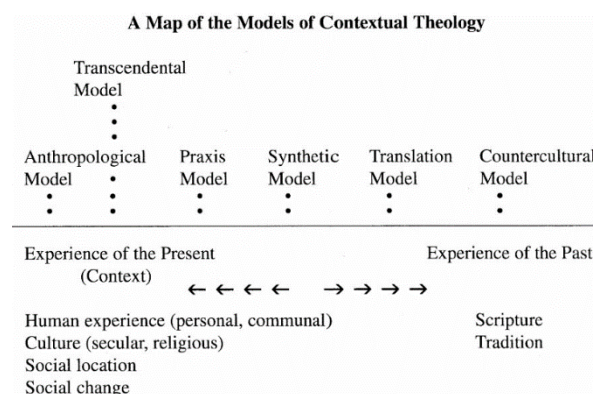 A Map of the Models of Contextual Theology
Transcendental
Model
Anthropological Praxis Synthetic Translation Countercultural
Model Model Model Model Model
Experience of the Present Experience of the Past
(Context)
← ← ← ← → → → →
Human experience (personal, communal) Scripture
Culture (secular, religious) Tradition
Social location
Social change